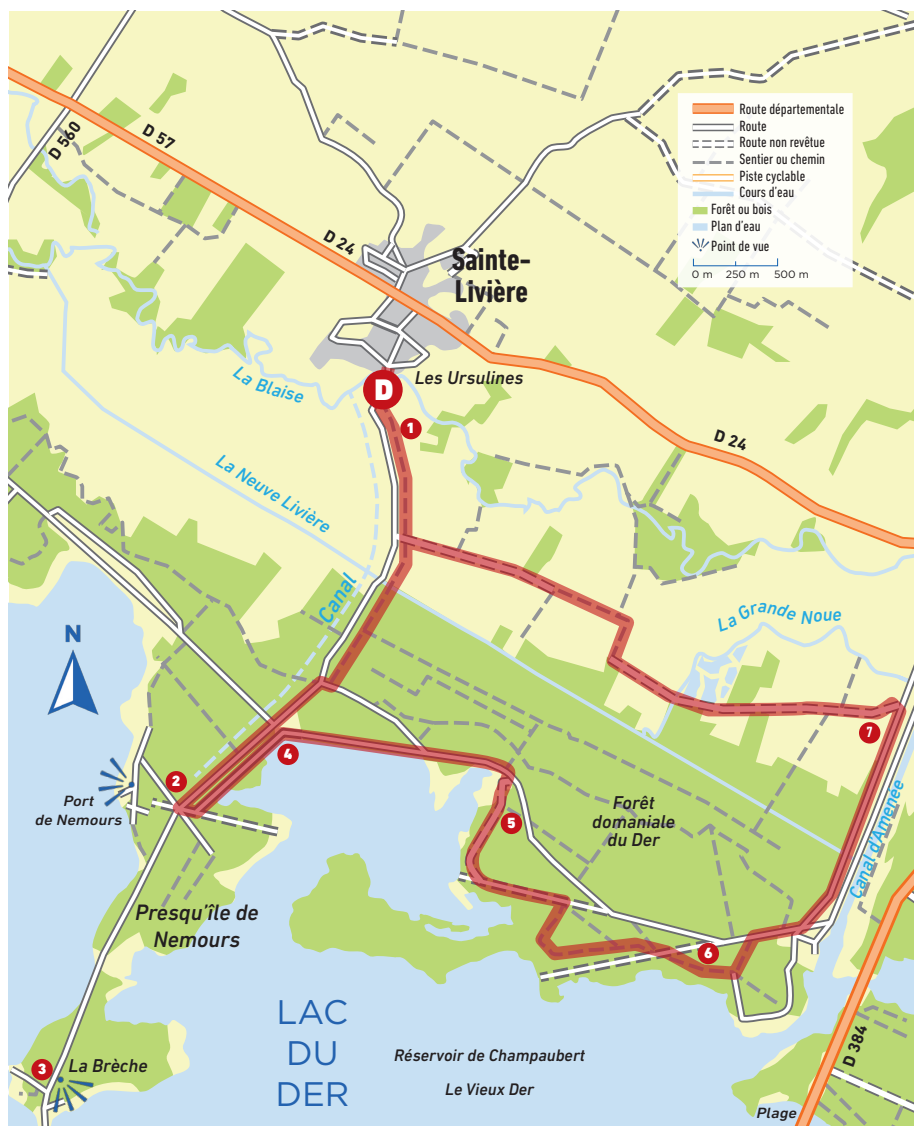 D 560
D 57
D 24
Sainte-
Livière
Route départementale
Route
Route non revêtue
Sentier ou chemin
Piste cyclable
Cours d'eau
Forêt ou bois
Plan d'eau
Point de vue
0 m 250 m 500 m
La Blaise
D
Les Ursulines
1
La Neuve Livière
D 24
Canal
La Grande Noue
N
7
2
4
Port
de Nemours
5
Forêt
domaniale
du Der
Canal d'Amenée
Presqu'île de
Nemours
6
LAC
DU
DER
Réservoir de Champaubert
Le Vieux Der
3
La Brèche
D 384
Plage